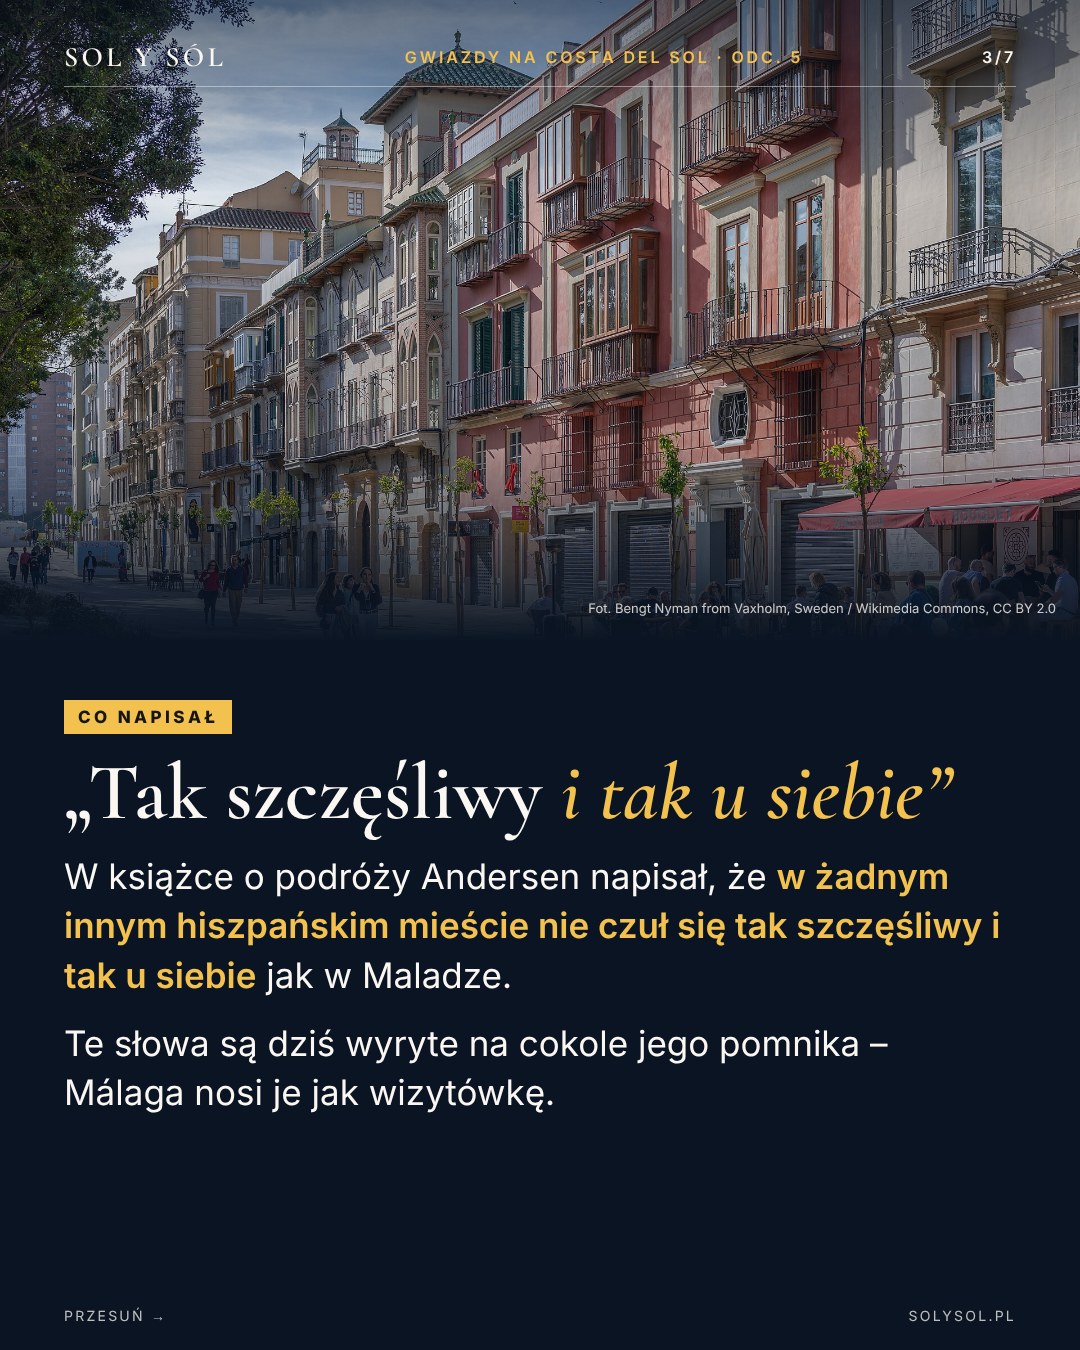 SOL Y SÓL
GWIAZDY NA COSTA DEL SOL · ODC. 5
3/7
Fot. Bengt Nyman from Vaxholm, Sweden / Wikimedia Commons, CC BY 2.0
CO NAPISAŁ
„Tak szczęśliwy i tak u siebie”
W książce o podróży Andersen napisał, że w żadnym
innym hiszpańskim mieście nie czuł się tak szczęśliwy i
tak u siebie jak w Maladze.
Te słowa są dziś wyryte na cokole jego pomnika –
Málaga nosi je jak wizytówkę.
PRZESUŃ →
SOLYSOL.PL